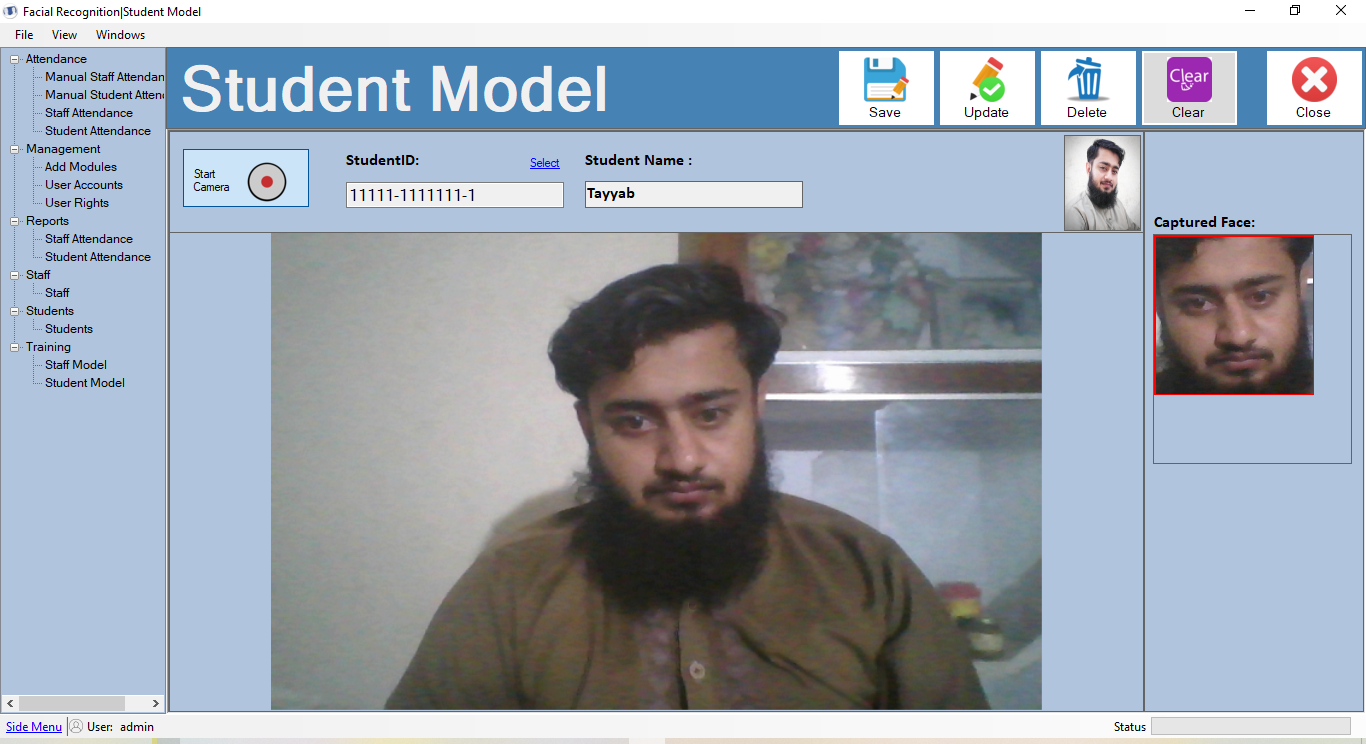 Facial Recognition|Student Model
File View Windows
Attendance
Manual Staff Attendan
Manual Student Atten
Staff Attendance
Student Attendance
Management
Add Modules
User Accounts
User Rights
Reports
Staff Attendance
Student Attendance
Staff
Staff
Students
Students
Training
Staff Model
Student Model
Student Model
Save
Update
Delete
Clear
Clear
Close
Start
Camera
StudentID:
Select
11111-1111111-1
Student Name :
Tayyab
Captured Face:
Side Menu
User: admin
Status